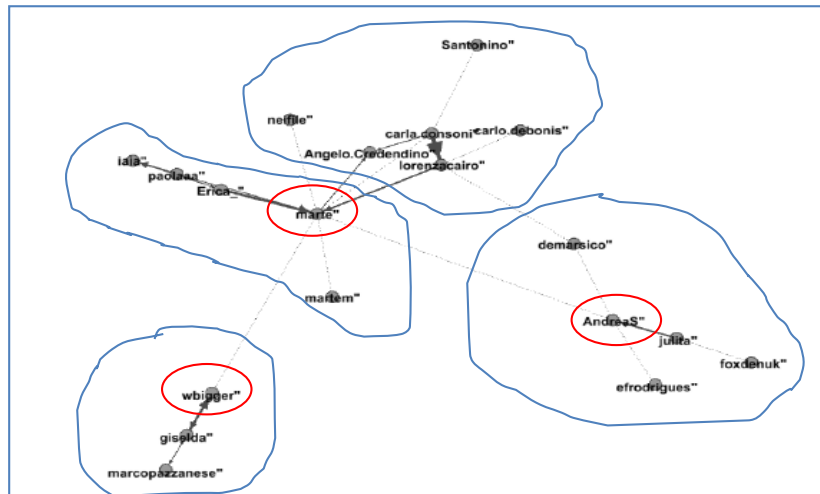 Santonino"
neifile"
carla.consoni"
carlo.debonis"
Angelo.Credendino"
lorenzacairo"
iaia"
paolaaa"
Erica_"
marte"
demarsico"
martem"
AndreaS"
julita"
foxdenuk"
efrodrigues"
wbigger"
giselda"
marcopazzanese"